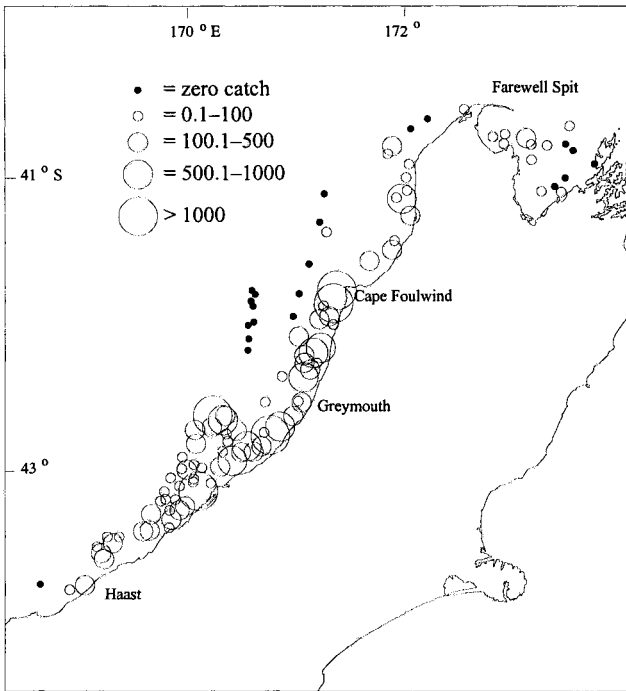 170 ° E
172 °
Farewell Spit
= zero catch
= 0.1–100
= 100.1–500
= 500.1–1000
> 1000
41 ° S
Cape Foulwind
Greymouth
43 °
Haast